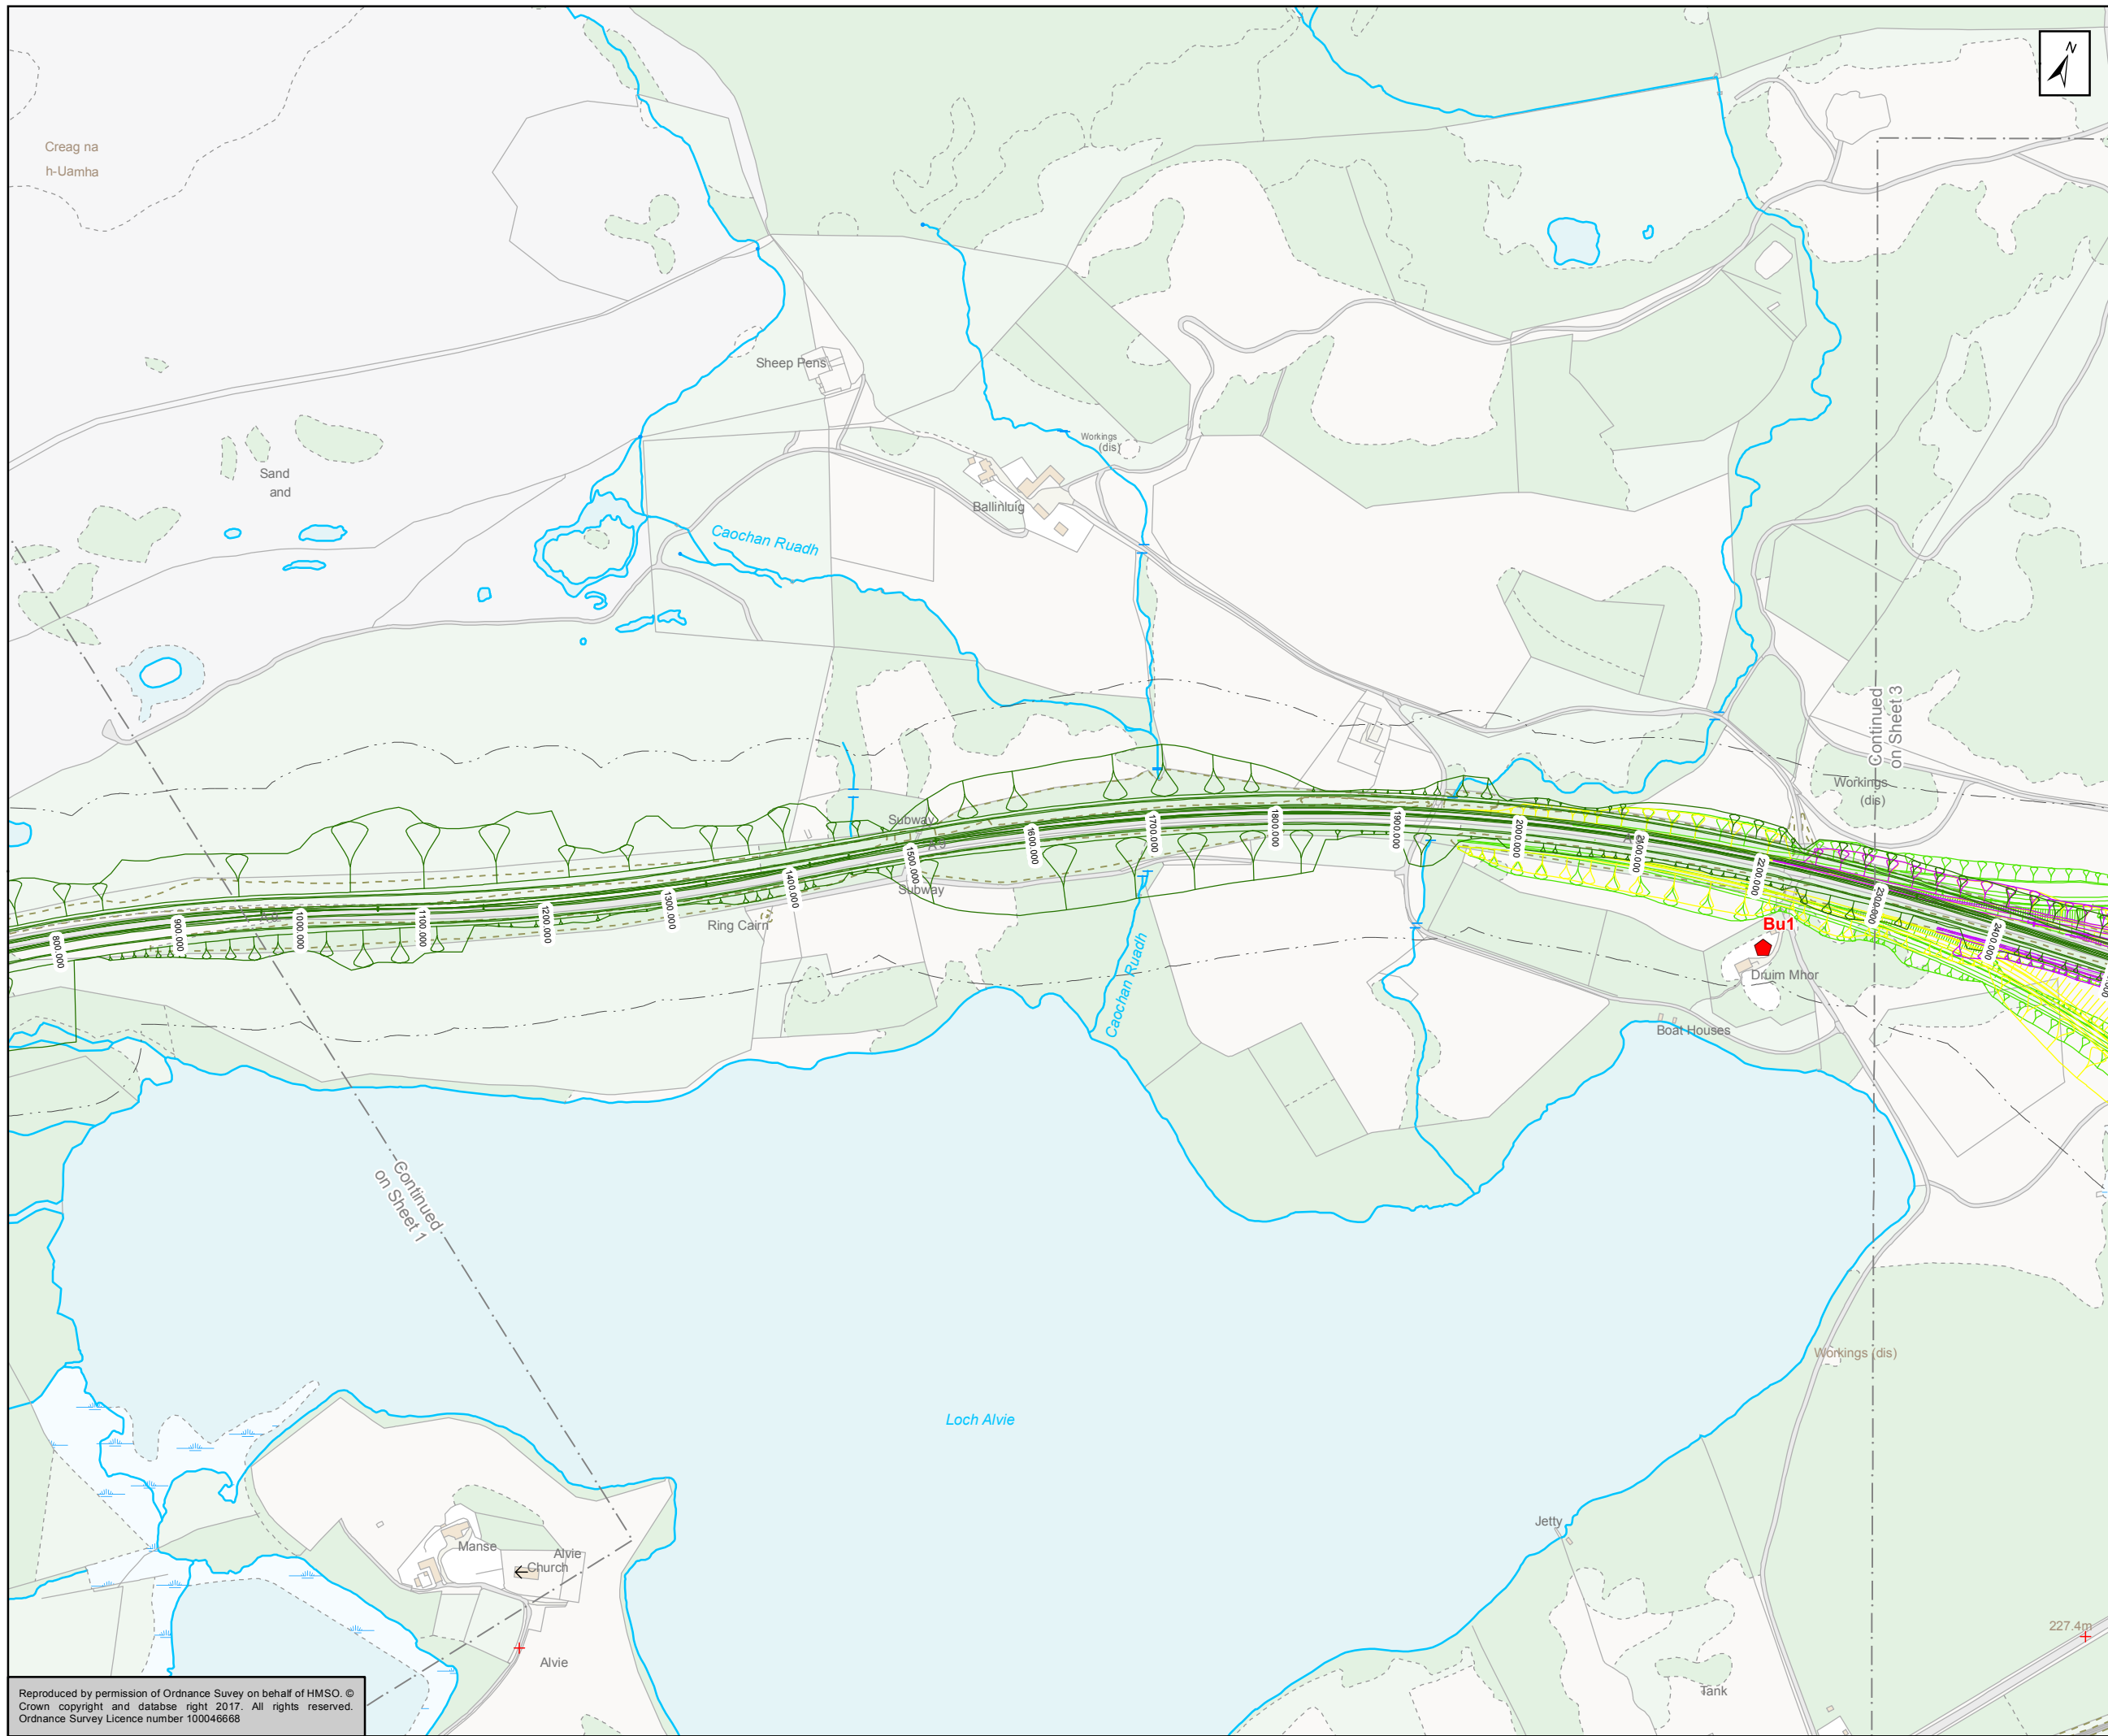 N
Creag na
h-Uamha
Sheep Pens
Workings
(dis)
Sand
and
Ballinluig
Caochan Ruadh
Continued
on Sheet 3
Workings
(dis)
Subway
A9
Subway
Ring Cairn
A9
800.000
900.000
1000.000
1100.000
1200.000
1300.000
1400.000
1500.000
1600.000
1700.000
1800.000
1900.000
2000.000
2100.000
2200.000
2300.000
2400.000
Bu1
Druim Mhor
Caochan Ruadh
Boat Houses
Continued
on Sheet 1
Workings (dis)
Loch Alvie
Jetty
Manse
Alvie
Church
Alvie
227.4m
Tank
Reproduced by permission of Ordnance Suvey on behalf of HMSO. ©
Crown copyright and databse right 2017. All rights reserved.
Ordnance Survey Licence number 100046668